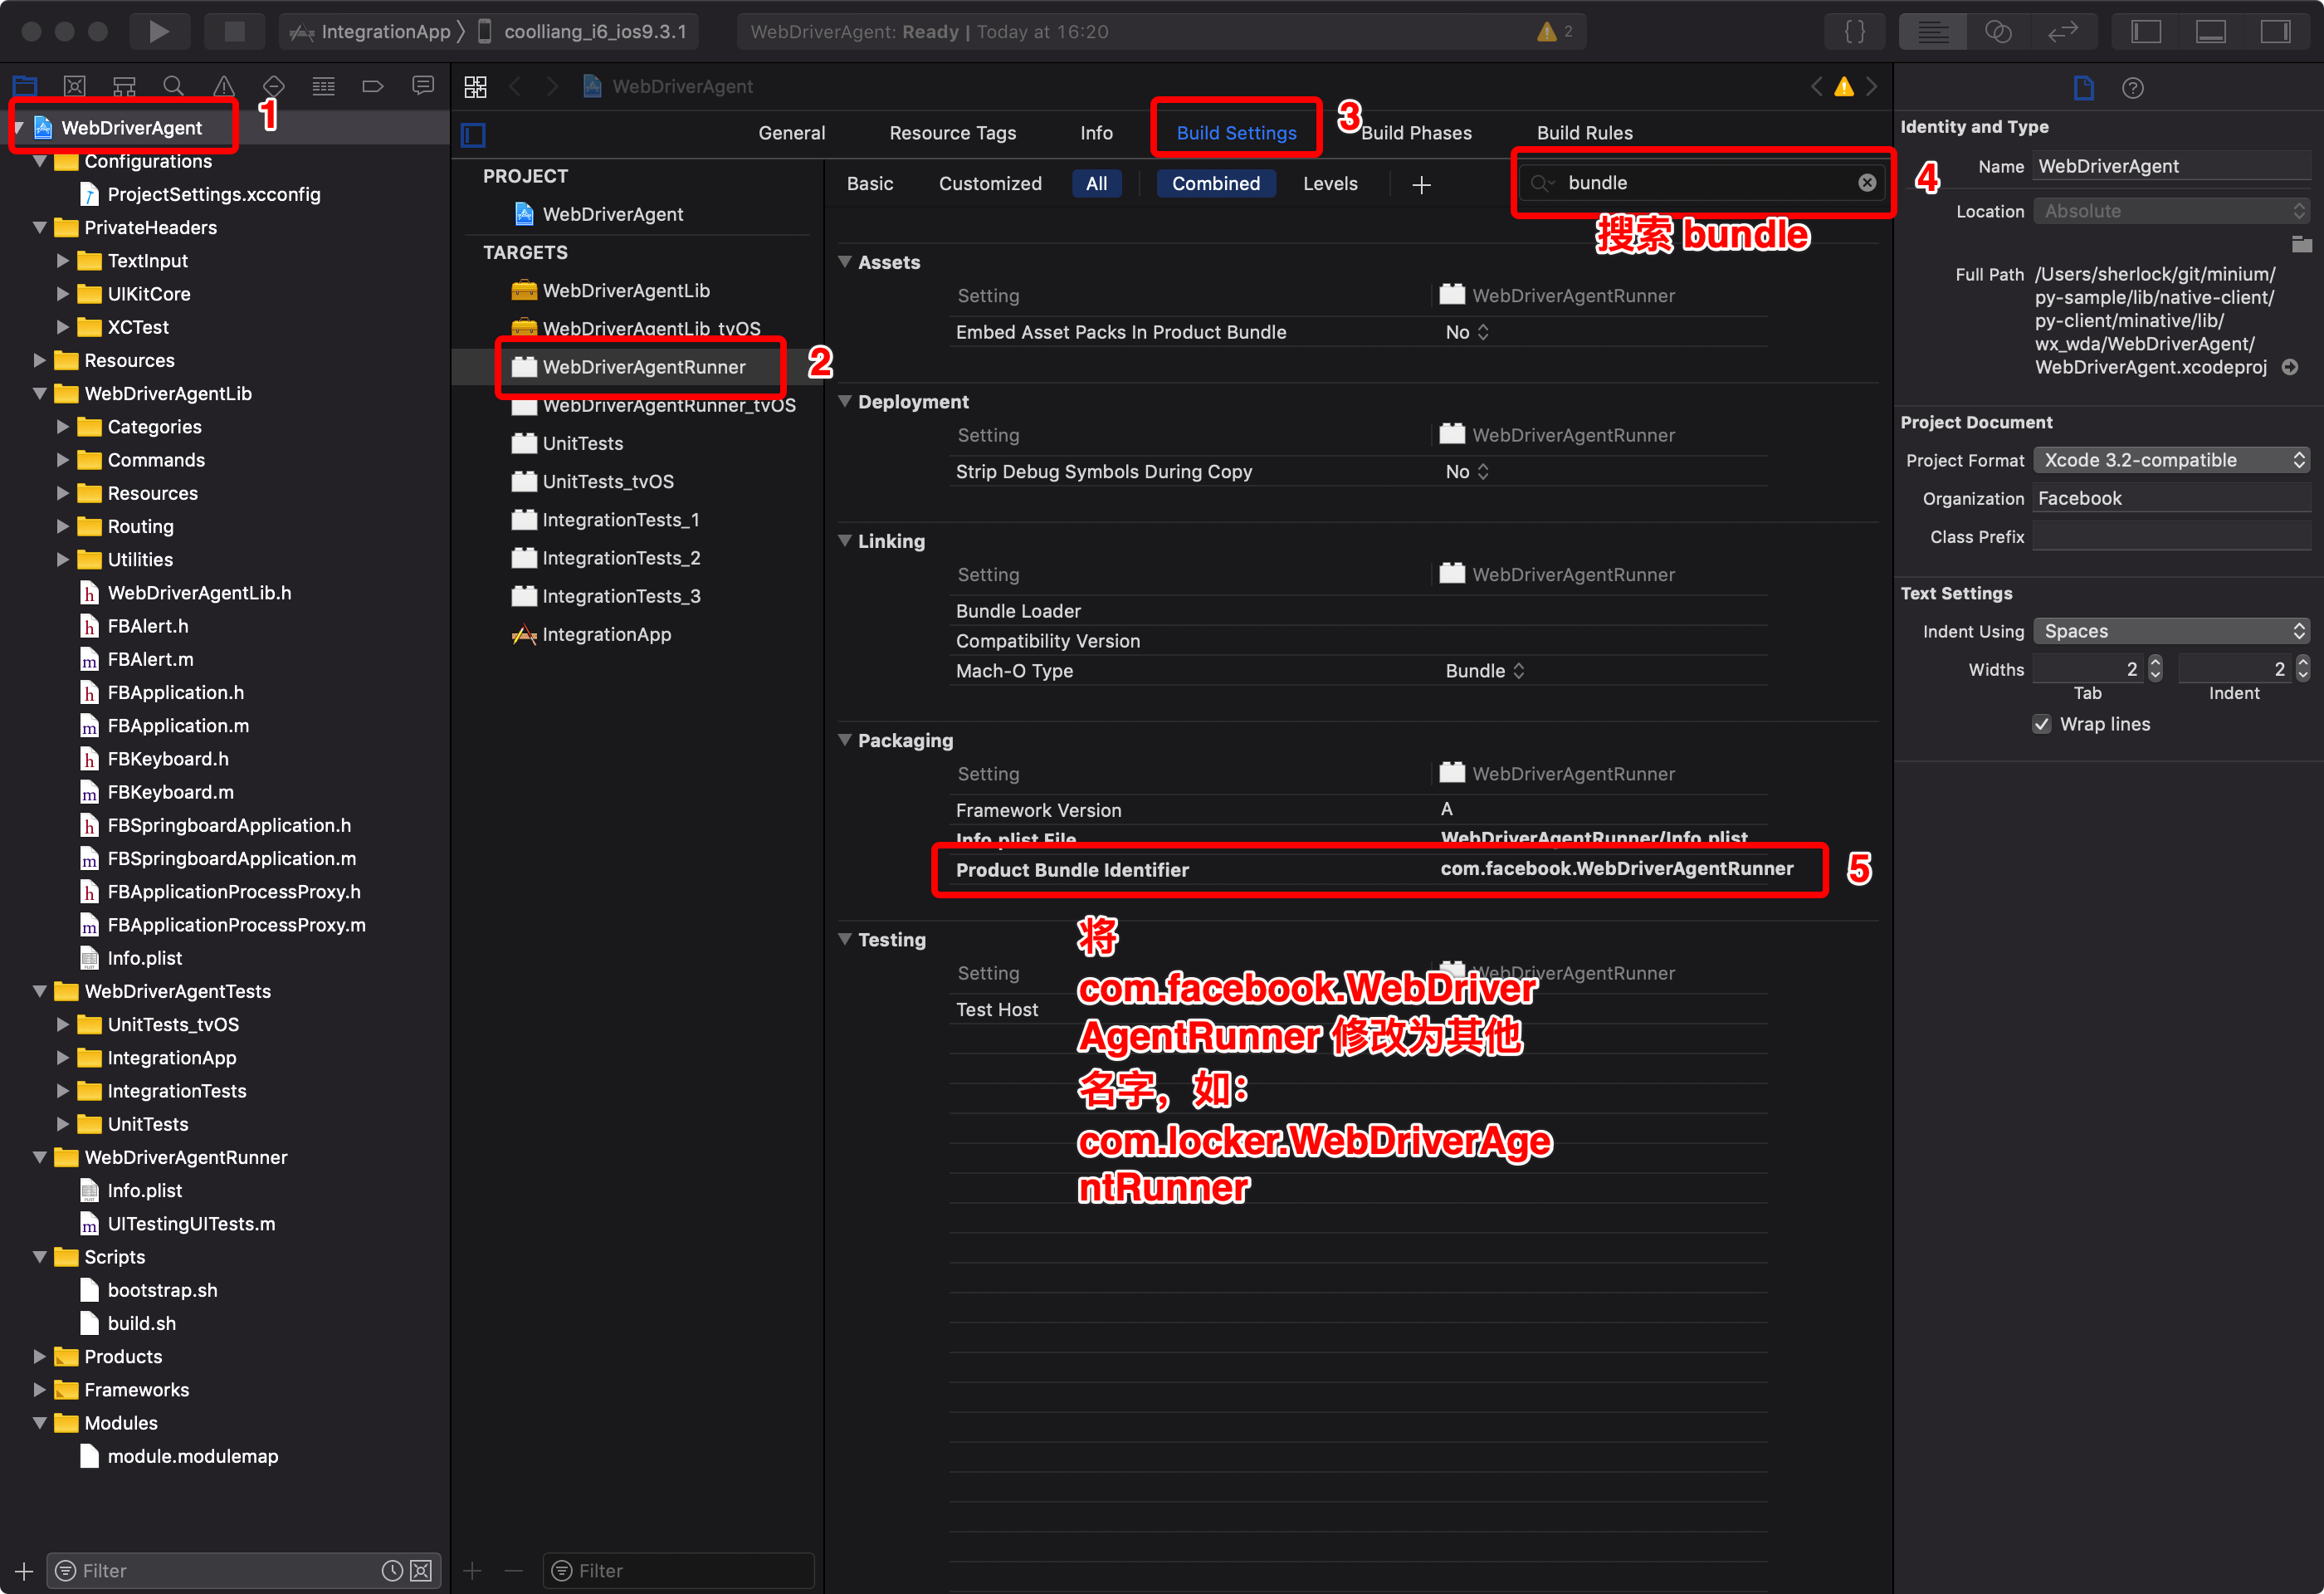 IntegrationApp
coolliang_i6_ios9.3.1
WebDriverAgent: Ready | Today at 16:20
2
{ }
WebDriverAgent
1
Configurations
ProjectSettings.xcconfig
PrivateHeaders
TextInput
UIKitCore
XCTest
Resources
WebDriverAgentLib
Categories
Commands
Resources
Routing
Utilities
WebDriverAgentLib.h
FBAlert.h
FBAlert.m
FBApplication.h
FBApplication.m
FBKeyboard.h
FBKeyboard.m
FBSpringboardApplication.h
FBSpringboardApplication.m
FBApplicationProcessProxy.h
FBApplicationProcessProxy.m
Info.plist
WebDriverAgentTests
UnitTests_tvOS
IntegrationApp
IntegrationTests
UnitTests
WebDriverAgentRunner
Info.plist
UITestingUITests.m
Scripts
bootstrap.sh
build.sh
Products
Frameworks
Modules
module.modulemap
Filter
WebDriverAgent
General Resource Tags Info Build Settings 3 Build Phases Build Rules
PROJECT
WebDriverAgent
TARGETS
WebDriverAgentLib
WebDriverAgentLib_tvOS
WebDriverAgentRunner 2
WebDriverAgentRunner_tvOS
UnitTests
UnitTests_tvOS
IntegrationTests_1
IntegrationTests_2
IntegrationTests_3
IntegrationApp
Filter
Basic Customized All Combined Levels bundle 4
搜索 bundle
Assets
Setting WebDriverAgentRunner
Embed Asset Packs In Product Bundle No
Deployment
Setting WebDriverAgentRunner
Strip Debug Symbols During Copy No
Linking
Setting WebDriverAgentRunner
Bundle Loader
Compatibility Version
Mach-O Type Bundle
Packaging
Setting WebDriverAgentRunner
Framework Version A
Info.plist File WebDriverAgentRunner/Info.plist
Product Bundle Identifier com.facebook.WebDriverAgentRunner 5
Testing
Setting WebDriverAgentRunner
Test Host
将
com.facebook.WebDriver
AgentRunner 修改为其他
名字，如：
com.locker.WebDriverAge
ntRunner
Identity and Type
Name WebDriverAgent
Location Absolute
Full Path /Users/sherlock/git/minium/
py-sample/lib/native-client/
py-client/minative/lib/
wx_wda/WebDriverAgent/
WebDriverAgent.xcodeproj
Project Document
Project Format Xcode 3.2-compatible
Organization Facebook
Class Prefix
Text Settings
Indent Using Spaces
Widths 2 2
Tab Indent
Wrap lines